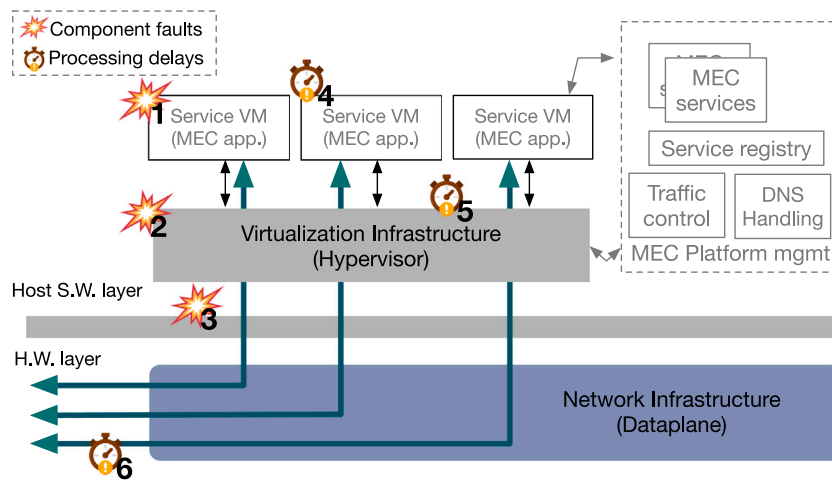 Component faults
Processing delays
1
Service VM
(MEC app.)
4
Service VM
(MEC app.)
Service VM
(MEC app.)
ME
s
MEC
services
Service registry
Traffic
control
DNS
Handling
MEC Platform mgmt
2
5
Virtualization Infrastructure
(Hypervisor)
Host S.W. layer
3
H.W. layer
Network Infrastructure
(Dataplane)
6